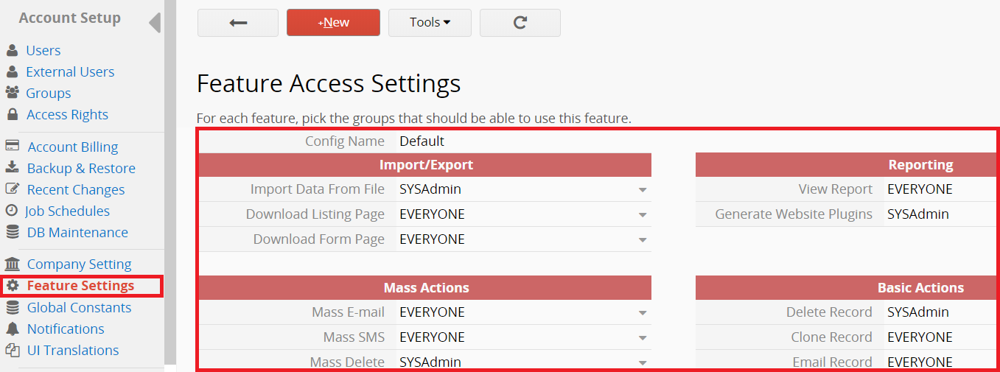 Account Setup
Users
External Users
Groups
Access Rights
Account Billing
Backup & Restore
Recent Changes
Job Schedules
DB Maintenance
Company Setting
Feature Settings
Global Constants
Notifications
UI Translations
+New
Tools
Feature Access Settings
For each feature, pick the groups that should be able to use this feature.
Config Name Default
Import/Export
Import Data From File SYSAdmin
Download Listing Page EVERYONE
Download Form Page EVERYONE
Reporting
View Report EVERYONE
Generate Website Plugins SYSAdmin
Mass Actions
Mass E-mail EVERYONE
Mass SMS EVERYONE
Mass Delete SYSAdmin
Basic Actions
Delete Record SYSAdmin
Clone Record EVERYONE
Email Record EVERYONE